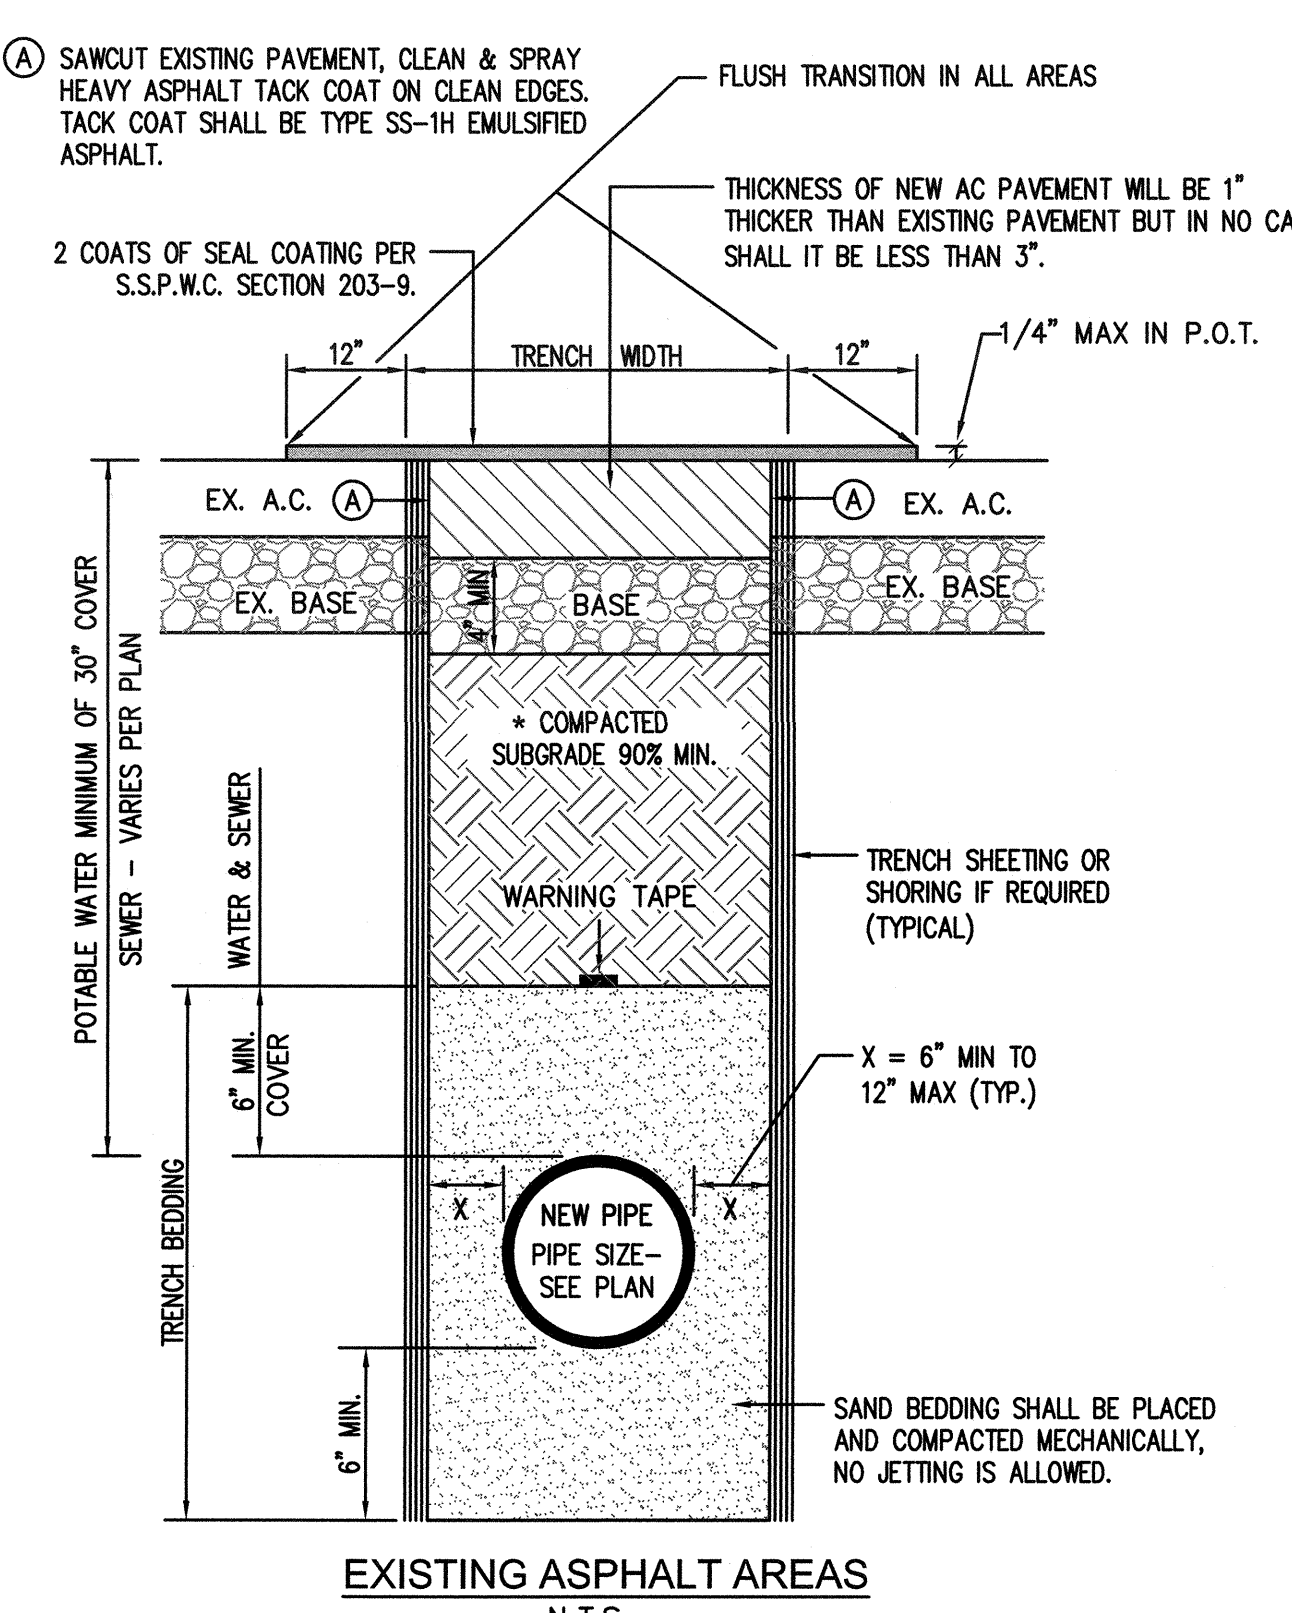 A SAWCUT EXISTING PAVEMENT, CLEAN & SPRAY
HEAVY ASPHALT TACK COAT ON CLEAN EDGES.
TACK COAT SHALL BE TYPE SS-1H EMULSIFIED
ASPHALT.
FLUSH TRANSITION IN ALL AREAS
THICKNESS OF NEW AC PAVEMENT WILL BE 1"
THICKER THAN EXISTING PAVEMENT BUT IN NO CA
SHALL IT BE LESS THAN 3".
2 COATS OF SEAL COATING PER
S.S.P.W.C. SECTION 203-9.
1/4" MAX IN P.O.T.
12"
TRENCH WIDTH
12"
EX. A.C.
A
A
EX. A.C.
EX. BASE
4" MIN
BASE
EX. BASE
POTABLE WATER MINIMUM OF 30" COVER
SEWER - VARIES PER PLAN
* COMPACTED
SUBGRADE 90% MIN.
WATER & SEWER
WARNING TAPE
TRENCH SHEETING OR
SHORING IF REQUIRED
(TYPICAL)
6" MIN.
COVER
X = 6" MIN TO
12" MAX (TYP.)
TRENCH BEDDING
X
X
NEW PIPE
PIPE SIZE-
SEE PLAN
6" MIN.
SAND BEDDING SHALL BE PLACED
AND COMPACTED MECHANICALLY,
NO JETTING IS ALLOWED.
EXISTING ASPHALT AREAS
N.T.S.